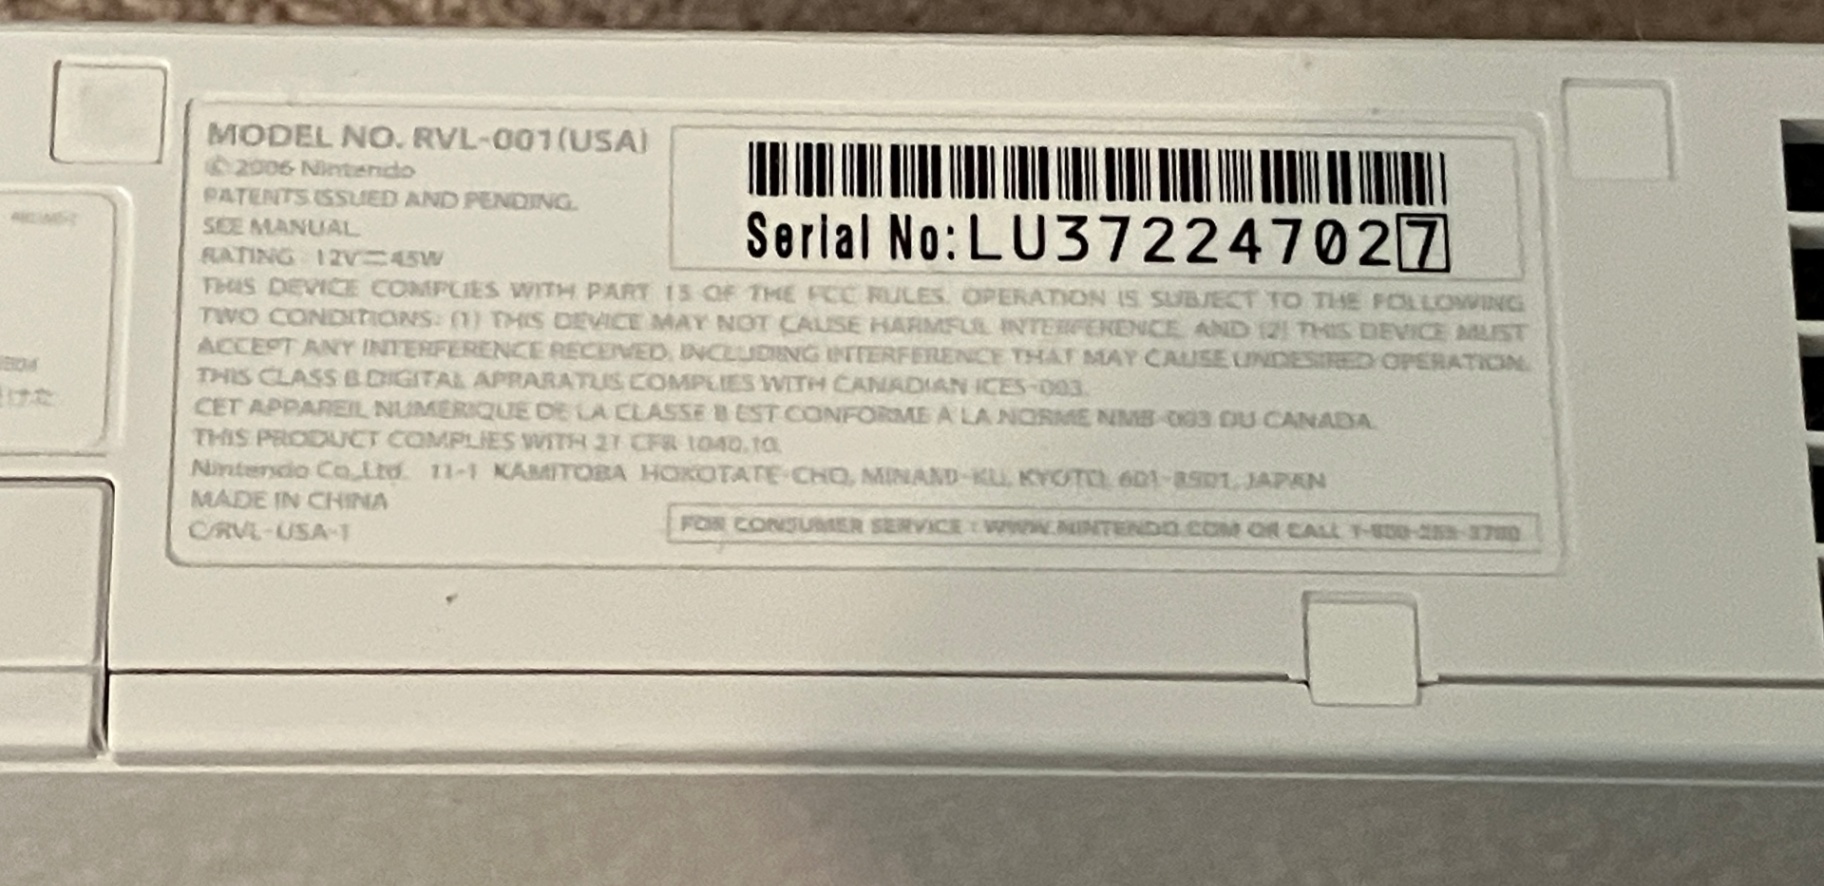 MODEL NO. RVL-001(USA)
© 2006 Nintendo
PATENTS ISSUED AND PENDING.
SEE MANUAL
RATING : 12V⎓45W
Serial No:LU372247027
THIS DEVICE COMPLIES WITH PART 15 OF THE FCC RULES. OPERATION IS SUBJECT TO THE FOLLOWING
TWO CONDITIONS: (1) THIS DEVICE MAY NOT CAUSE HARMFUL INTERFERENCE, AND (2) THIS DEVICE MUST
ACCEPT ANY INTERFERENCE RECEIVED, INCLUDING INTERFERENCE THAT MAY CAUSE UNDESIRED OPERATION.
THIS CLASS B DIGITAL APPARATUS COMPLIES WITH CANADIAN ICES-003.
CET APPAREIL NUMÉRIQUE DE LA CLASSE B EST CONFORME À LA NORME NMB-003 DU CANADA.
THIS PRODUCT COMPLIES WITH 21 CFR 1040.10.
Nintendo Co.,Ltd. 11-1 KAMITOBA HOKOTATE-CHO, MINAMI-KU, KYOTO, 601-8501, JAPAN
MADE IN CHINA
C/RVL-USA-1
FOR CONSUMER SERVICE : WWW.NINTENDO.COM OR CALL 1-800-255-3700